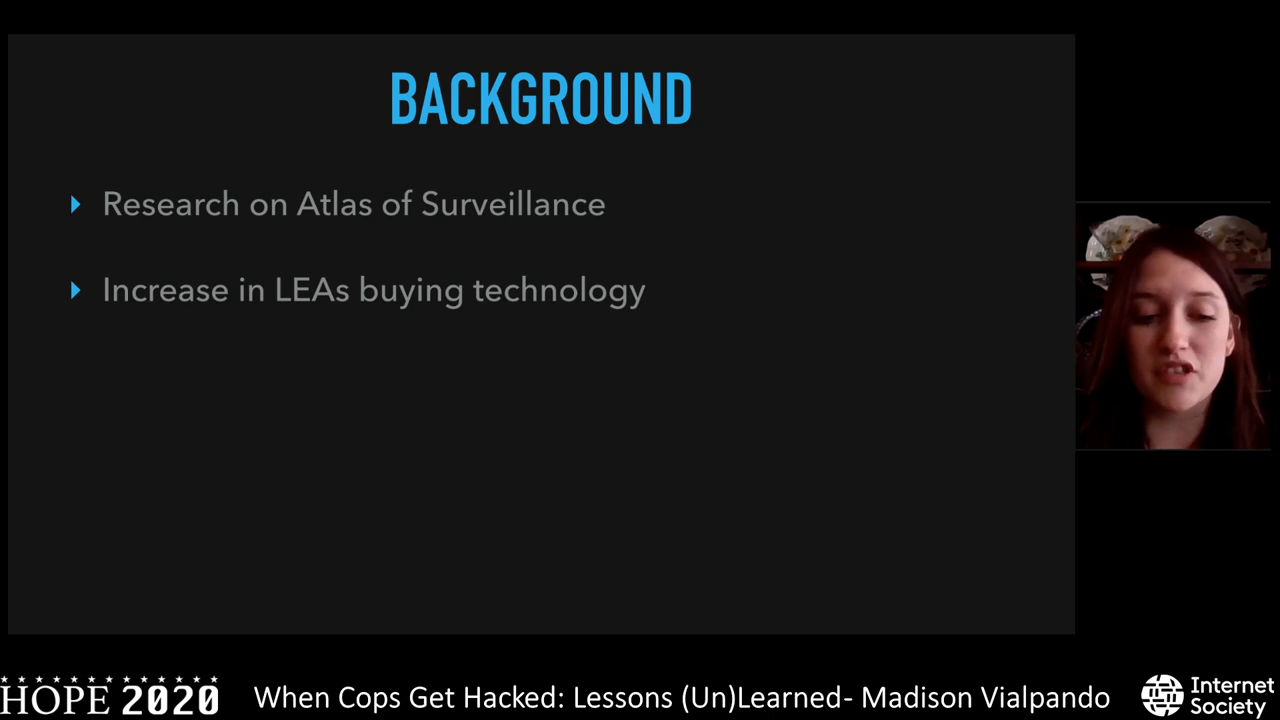 BACKGROUND
Research on Atlas of Surveillance
Increase in LEAs buying technology
HOPE 2020
When Cops Get Hacked: Lessons (Un)Learned- Madison Vialpando
Internet
Society